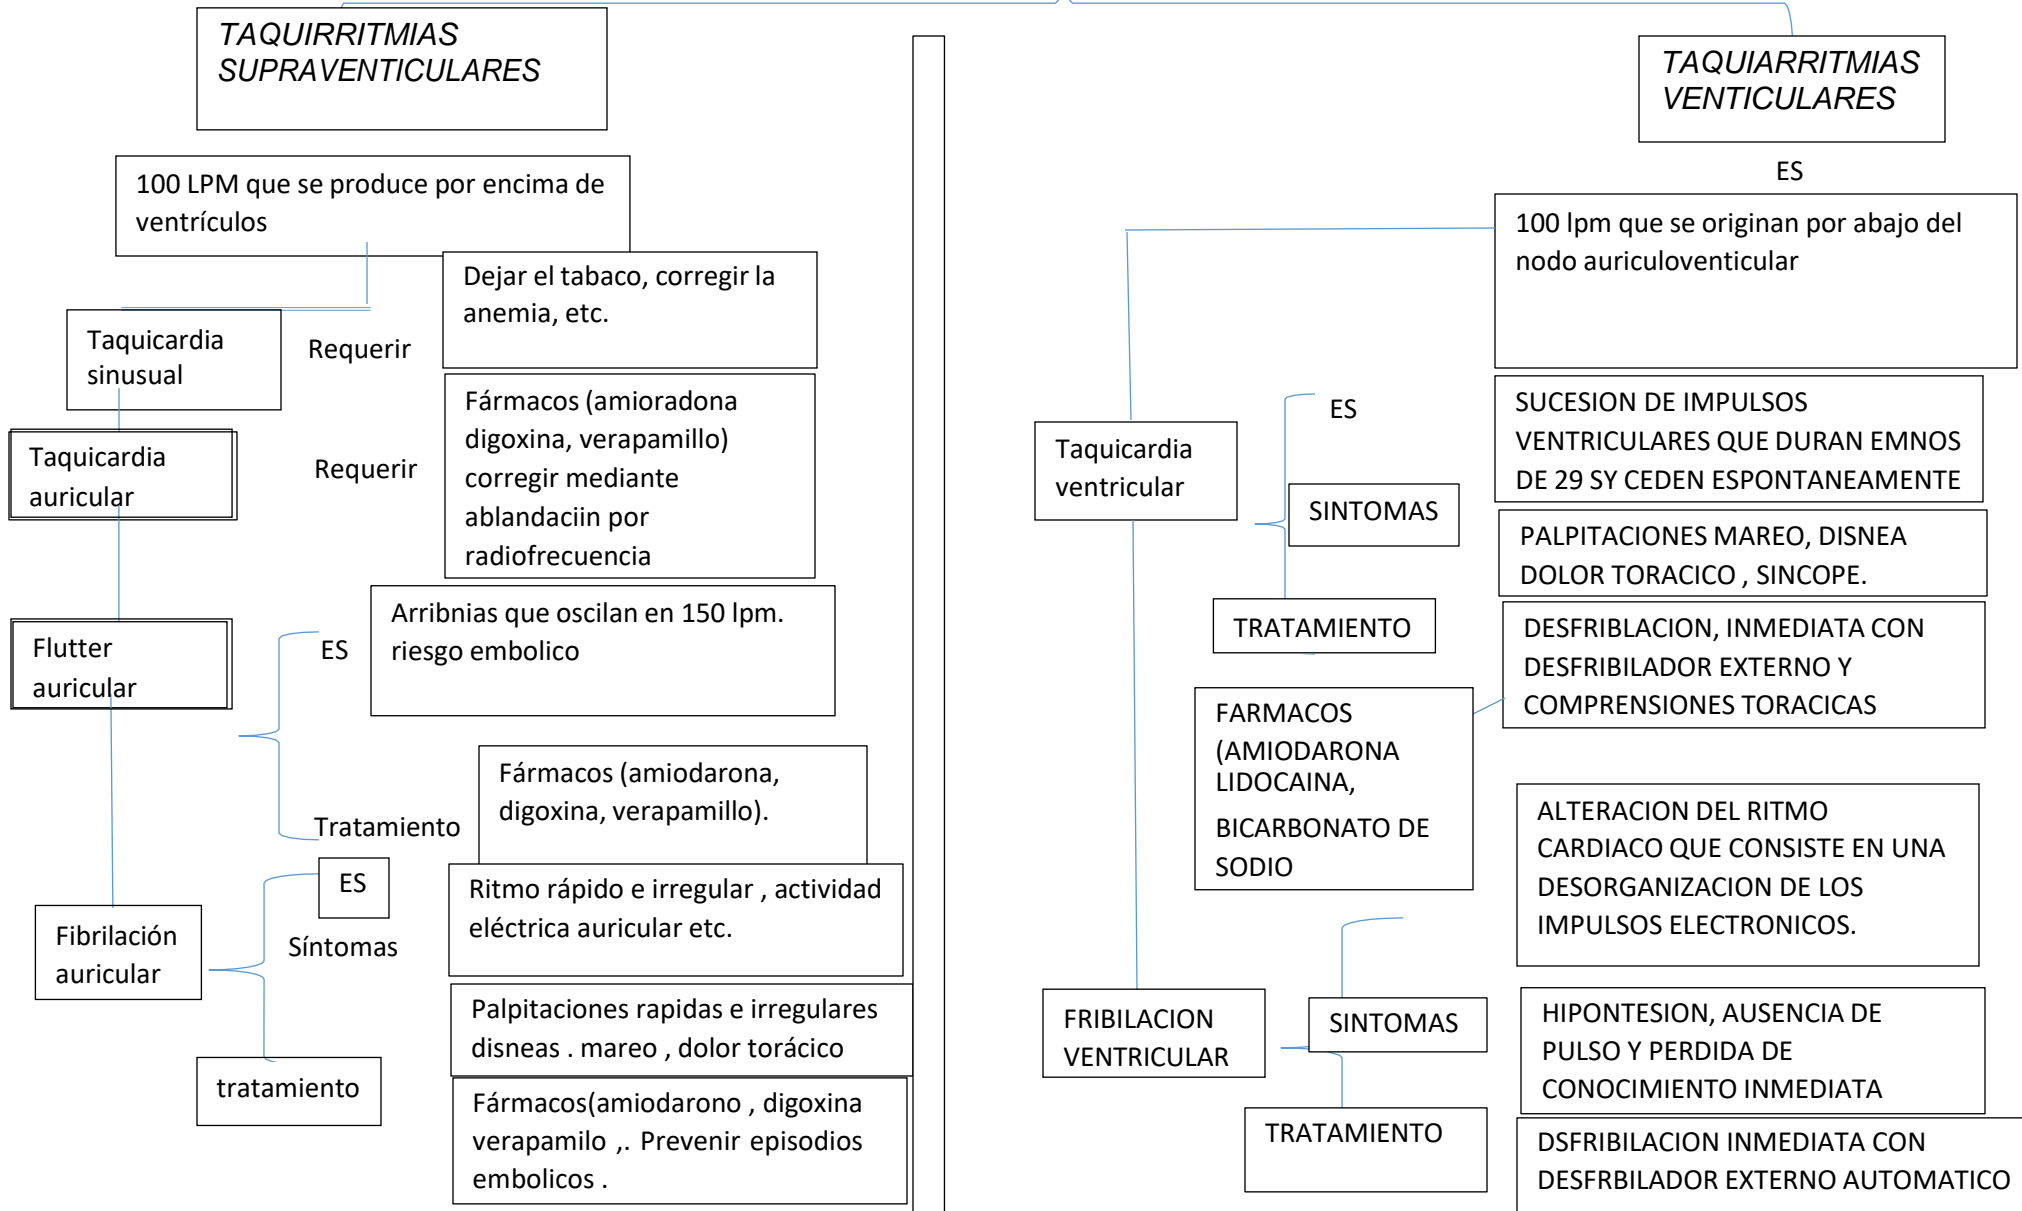 TAQUIRRITMIAS
SUPRAVENTICULARES
100 LPM que se produce por encima de
ventrículos
Dejar el tabaco, corregir la
anemia, etc.
Taquicardia
sinusual
Requerir
Fármacos (amioradona
digoxina, verapamillo)
corregir mediante
ablandaciin por
radiofrecuencia
Taquicardia
auricular
Requerir
Arribnias que oscilan en 150 lpm.
riesgo embolico
Flutter
auricular
ES
Fármacos (amiodarona,
digoxina, verapamillo).
Tratamiento
ES
Ritmo rápido e irregular , actividad
eléctrica auricular etc.
Fibrilación
auricular
Síntomas
Palpitaciones rapidas e irregulares
disneas . mareo , dolor torácico
tratamiento
Fármacos(amiodarono , digoxina
verapamilo ,. Prevenir episodios
embolicos .
TAQUIARRITMIAS
VENTICULARES
ES
100 lpm que se originan por abajo del
nodo auriculoventicular
Taquicardia
ventricular
ES
SUCESION DE IMPULSOS
VENTRICULARES QUE DURAN EMNOS
DE 29 SY CEDEN ESPONTANEAMENTE
SINTOMAS
PALPITACIONES MAREO, DISNEA
DOLOR TORACICO , SINCOPE.
TRATAMIENTO
DESFRIBLACION, INMEDIATA CON
DESFRIBILADOR EXTERNO Y
COMPRENSIONES TORACICAS
FARMACOS
(AMIODARONA
LIDOCAINA,
BICARBONATO DE
SODIO
ALTERACION DEL RITMO
CARDIACO QUE CONSISTE EN UNA
DESORGANIZACION DE LOS
IMPULSOS ELECTRONICOS.
FRIBILACION
VENTRICULAR
SINTOMAS
HIPONTESION, AUSENCIA DE
PULSO Y PERDIDA DE
CONOCIMIENTO INMEDIATA
TRATAMIENTO
DSFRIBILACION INMEDIATA CON
DESFRBILADOR EXTERNO AUTOMATICO